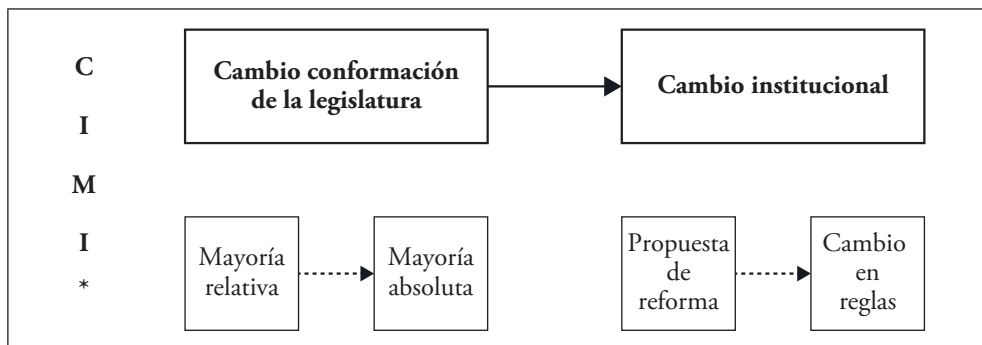 C
I
M
I
*
Cambio conformación
de la legislatura
Cambio institucional
Mayoría
relativa
Mayoría
absoluta
Propuesta
de
reforma
Cambio
en
reglas